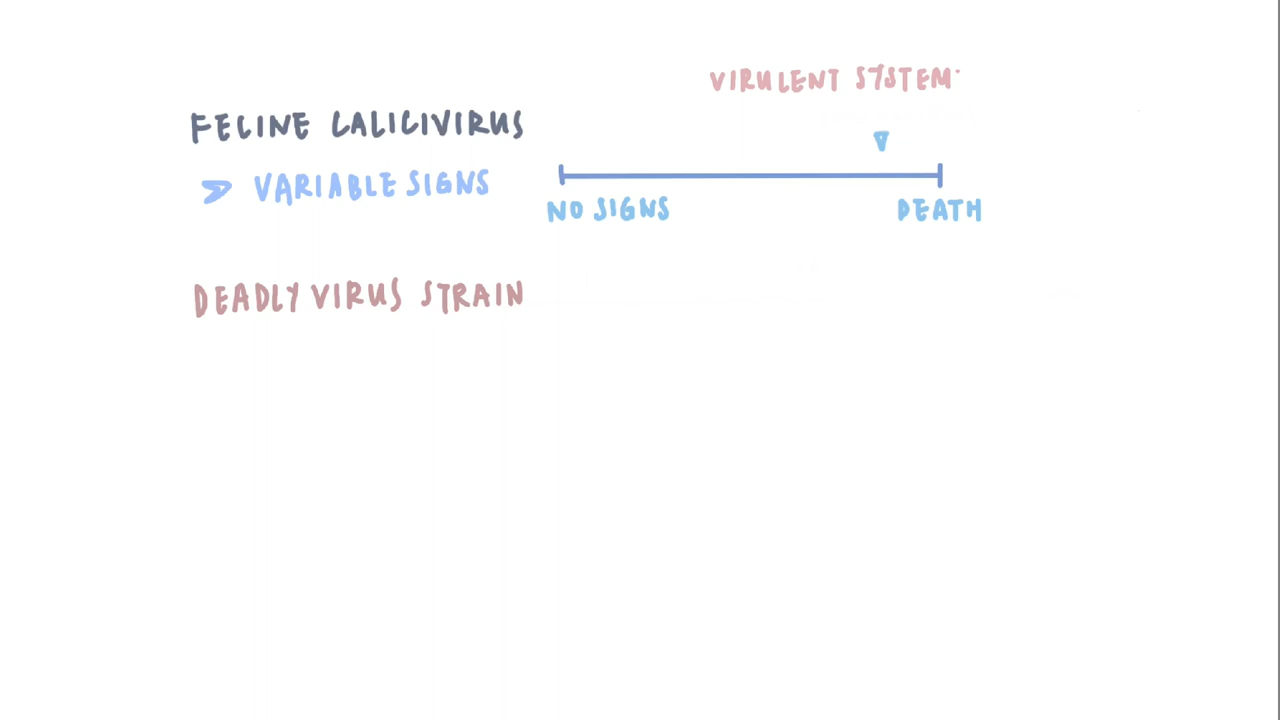 VIRULENT SYSTEM
FELINE CALICIVIRUS
> VARIABLE SIGNS
NO SIGNS
DEATH
DEADLY VIRUS STRAIN